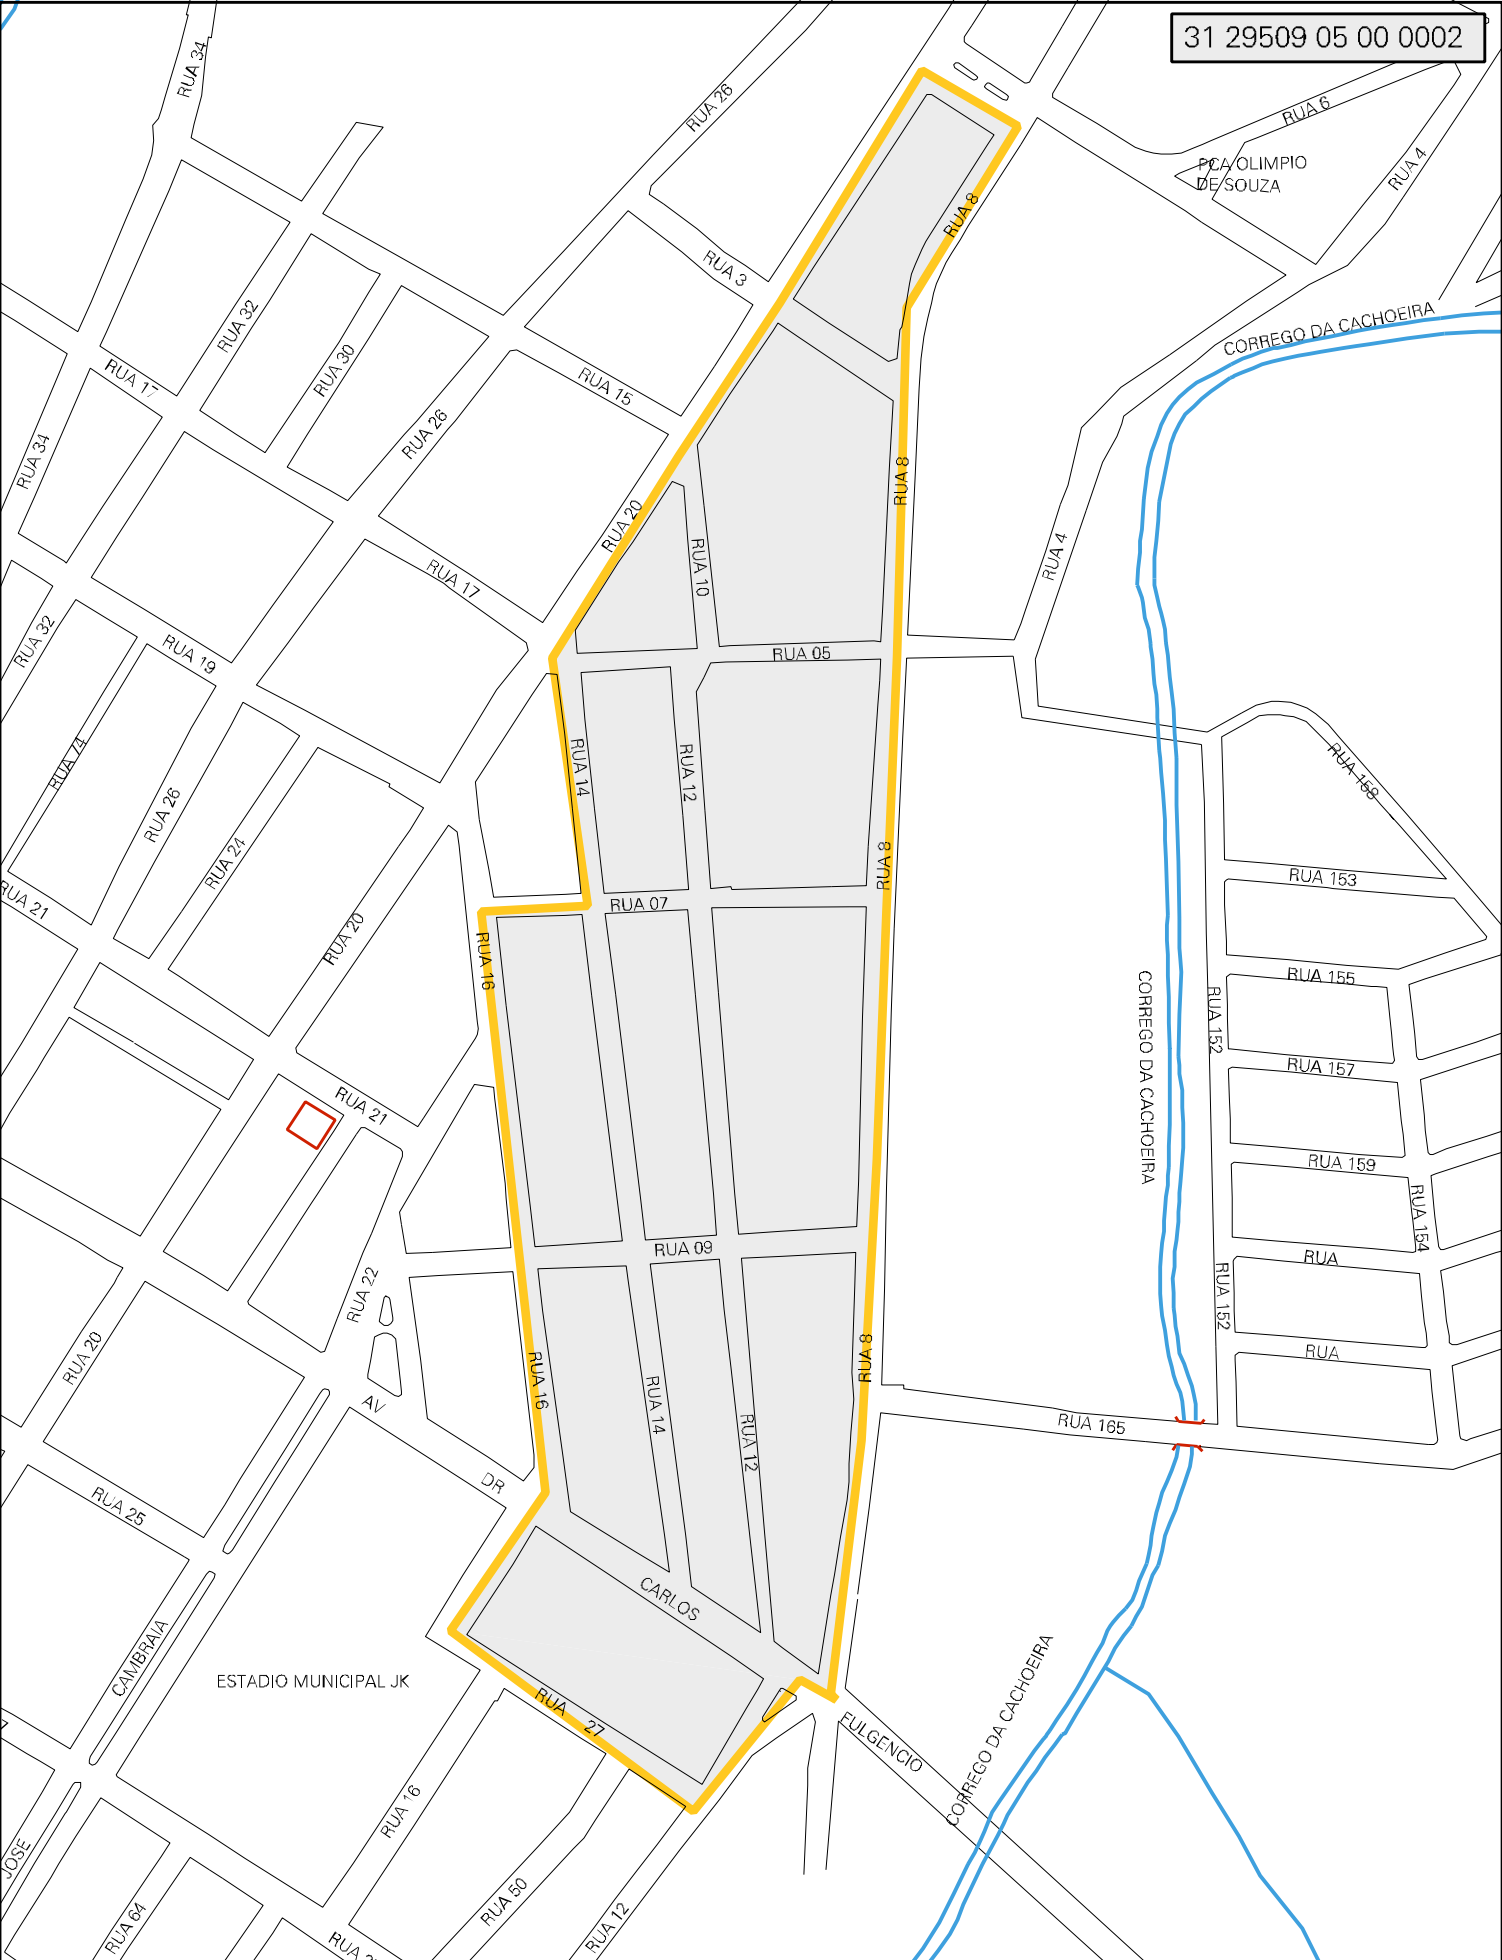 31 29509 05 00 0002
RUA 34
RUA 26
RUA 6
PCA OLIMPIO
DE SOUZA
RUA 4
RUA 8
RUA 3
RUA 32
RUA 30
CORREGO DA CACHOEIRA
RUA 17
RUA 15
RUA 26
RUA 34
RUA 8
RUA 20
RUA 10
RUA 4
RUA 17
RUA 32
RUA 19
RUA 05
RUA 74
RUA 14
RUA 12
RUA 158
RUA 26
RUA 24
RUA 8
RUA 153
RUA 21
RUA 07
RUA 20
RUA 16
RUA 155
RUA 152
CORREGO DA CACHOEIRA
RUA 157
RUA 21
RUA 159
RUA 154
RUA 09
RUA
RUA 22
RUA 152
RUA 20
RUA 8
RUA
RUA 16
RUA 14
AV
RUA 12
RUA 165
DR
RUA 25
CARLOS
CAMBRAIA
ESTADIO MUNICIPAL JK
RUA 27
FULGENCIO
CORREGO DA CACHOEIRA
RUA 16
JOSE
RUA 50
RUA 64
RUA 12